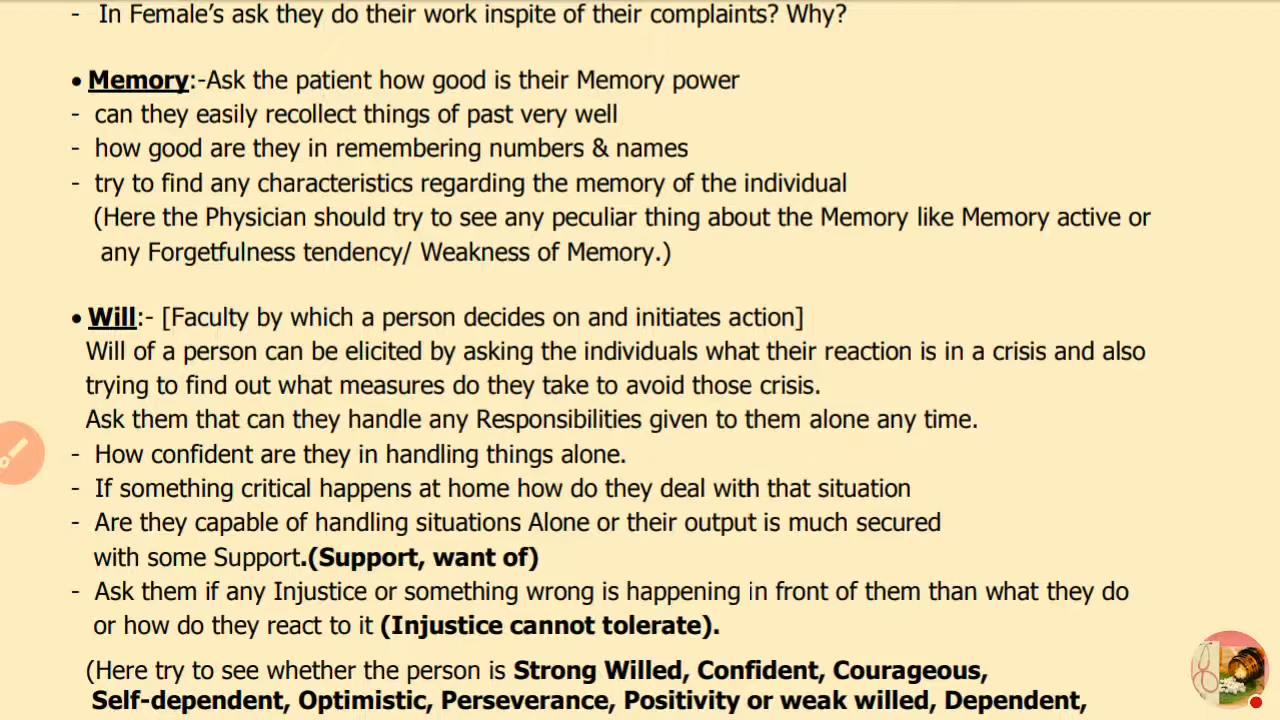 - In Female's ask they do their work inspite of their complaints? Why?
• Memory:-Ask the patient how good is their Memory power
- can they easily recollect things of past very well
- how good are they in remembering numbers & names
- try to find any characteristics regarding the memory of the individual
(Here the Physician should try to see any peculiar thing about the Memory like Memory active or
any Forgetfulness tendency/ Weakness of Memory.)
• Will:- [Faculty by which a person decides on and initiates action]
Will of a person can be elicited by asking the individuals what their reaction is in a crisis and also
trying to find out what measures do they take to avoid those crisis.
Ask them that can they handle any Responsibilities given to them alone any time.
- How confident are they in handling things alone.
- If something critical happens at home how do they deal with that situation
- Are they capable of handling situations Alone or their output is much secured
with some Support.(Support, want of)
- Ask them if any Injustice or something wrong is happening in front of them than what they do
or how do they react to it (Injustice cannot tolerate).
(Here try to see whether the person is Strong Willed, Confident, Courageous,
Self-dependent, Optimistic, Perseverance, Positivity or weak willed, Dependent,